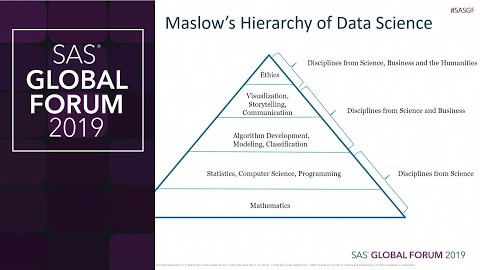 #SASGF
Maslow's Hierarchy of Data Science
SAS®
GLOBAL
FORUM
2019
Ethics
Disciplines from Science, Business and the Humanities
Visualization,
Storytelling,
Communication
Disciplines from Science and Business
Algorithm Development,
Modeling, Classification
Statistics, Computer Science, Programming
Disciplines from Science
Mathematics
SAS® GLOBAL FORUM 2019